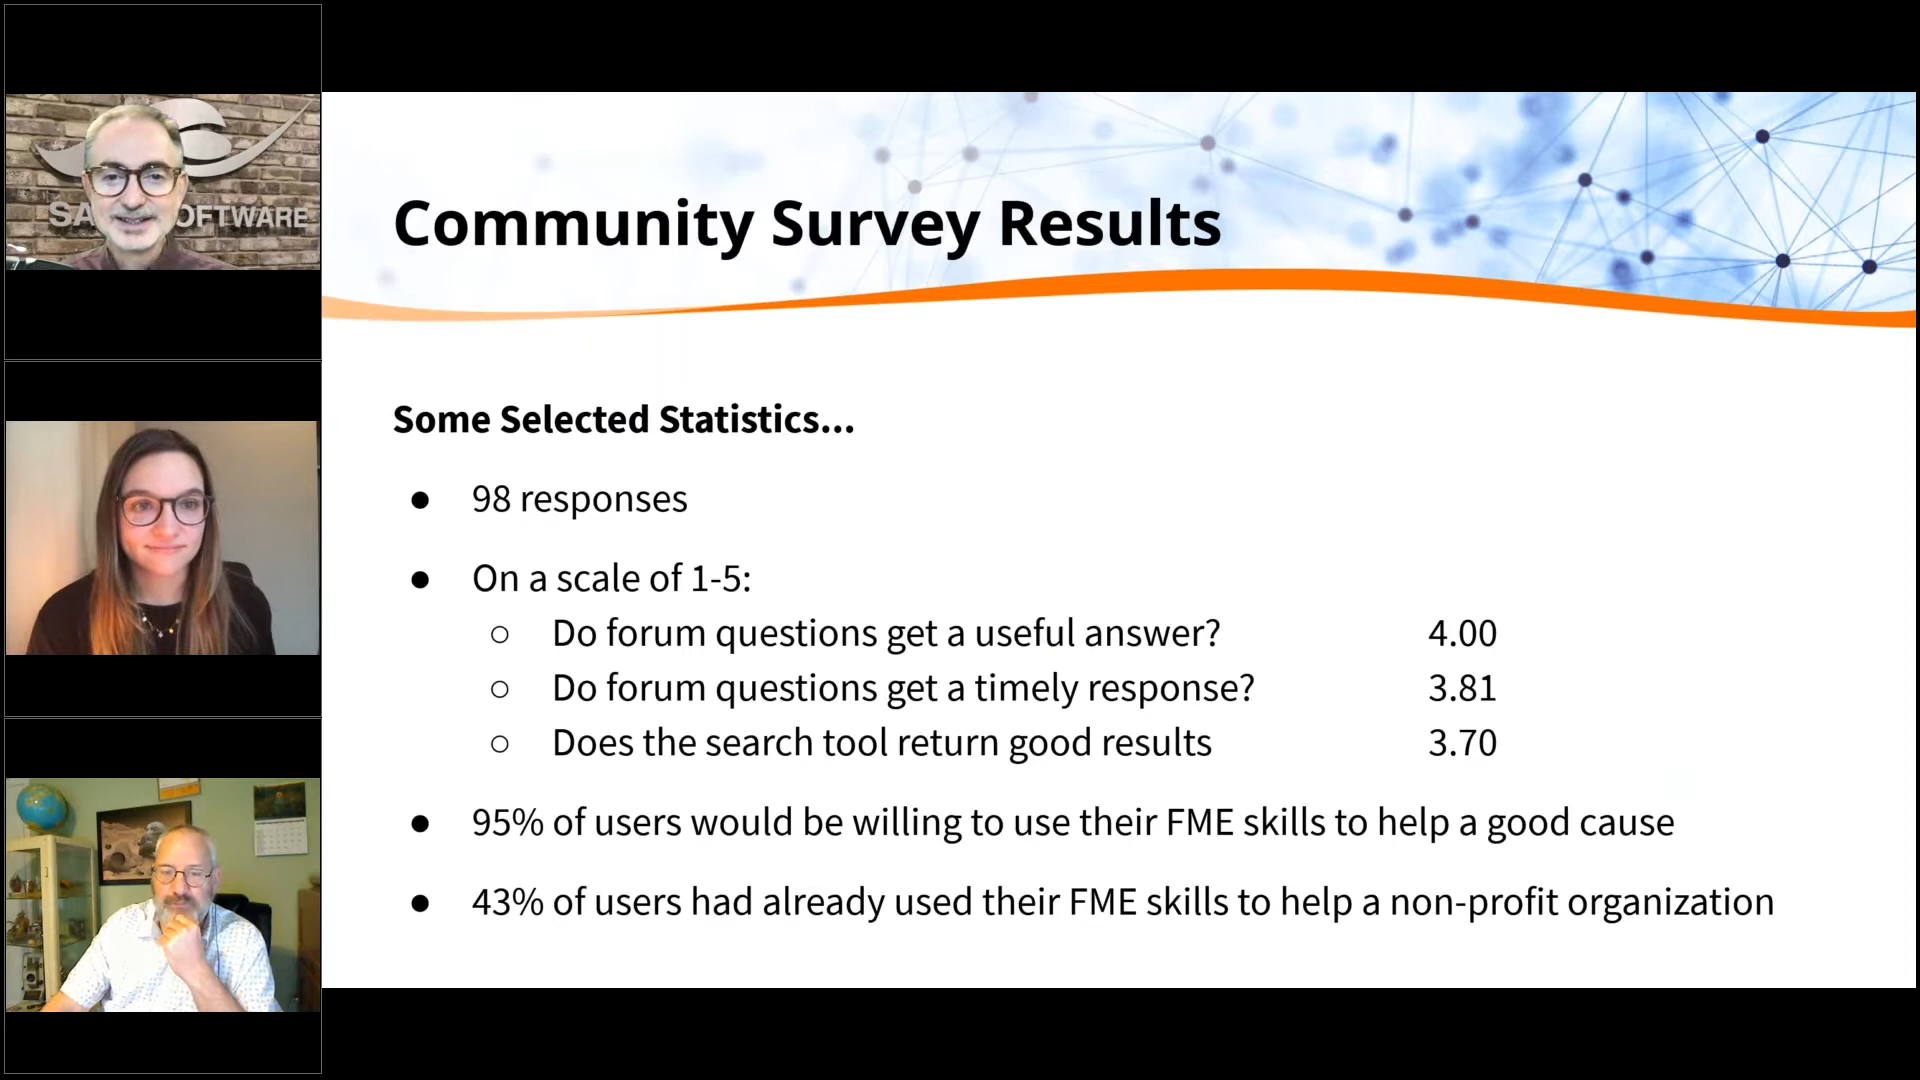 SA OFTWARE
Community Survey Results
Some Selected Statistics...
● 98 responses
● On a scale of 1-5:
○ Do forum questions get a useful answer? 4.00
○ Do forum questions get a timely response? 3.81
○ Does the search tool return good results 3.70
● 95% of users would be willing to use their FME skills to help a good cause
● 43% of users had already used their FME skills to help a non-profit organization